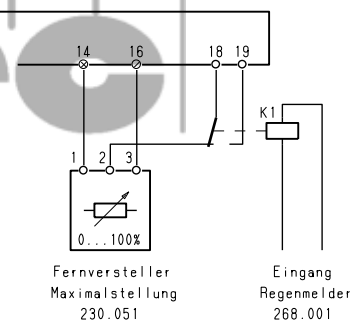 14 16 18 19
K1
1 2 3
0...100%
Fernversteller
Maximalstellung
230.051
Eingang
Regenmelder
268.001